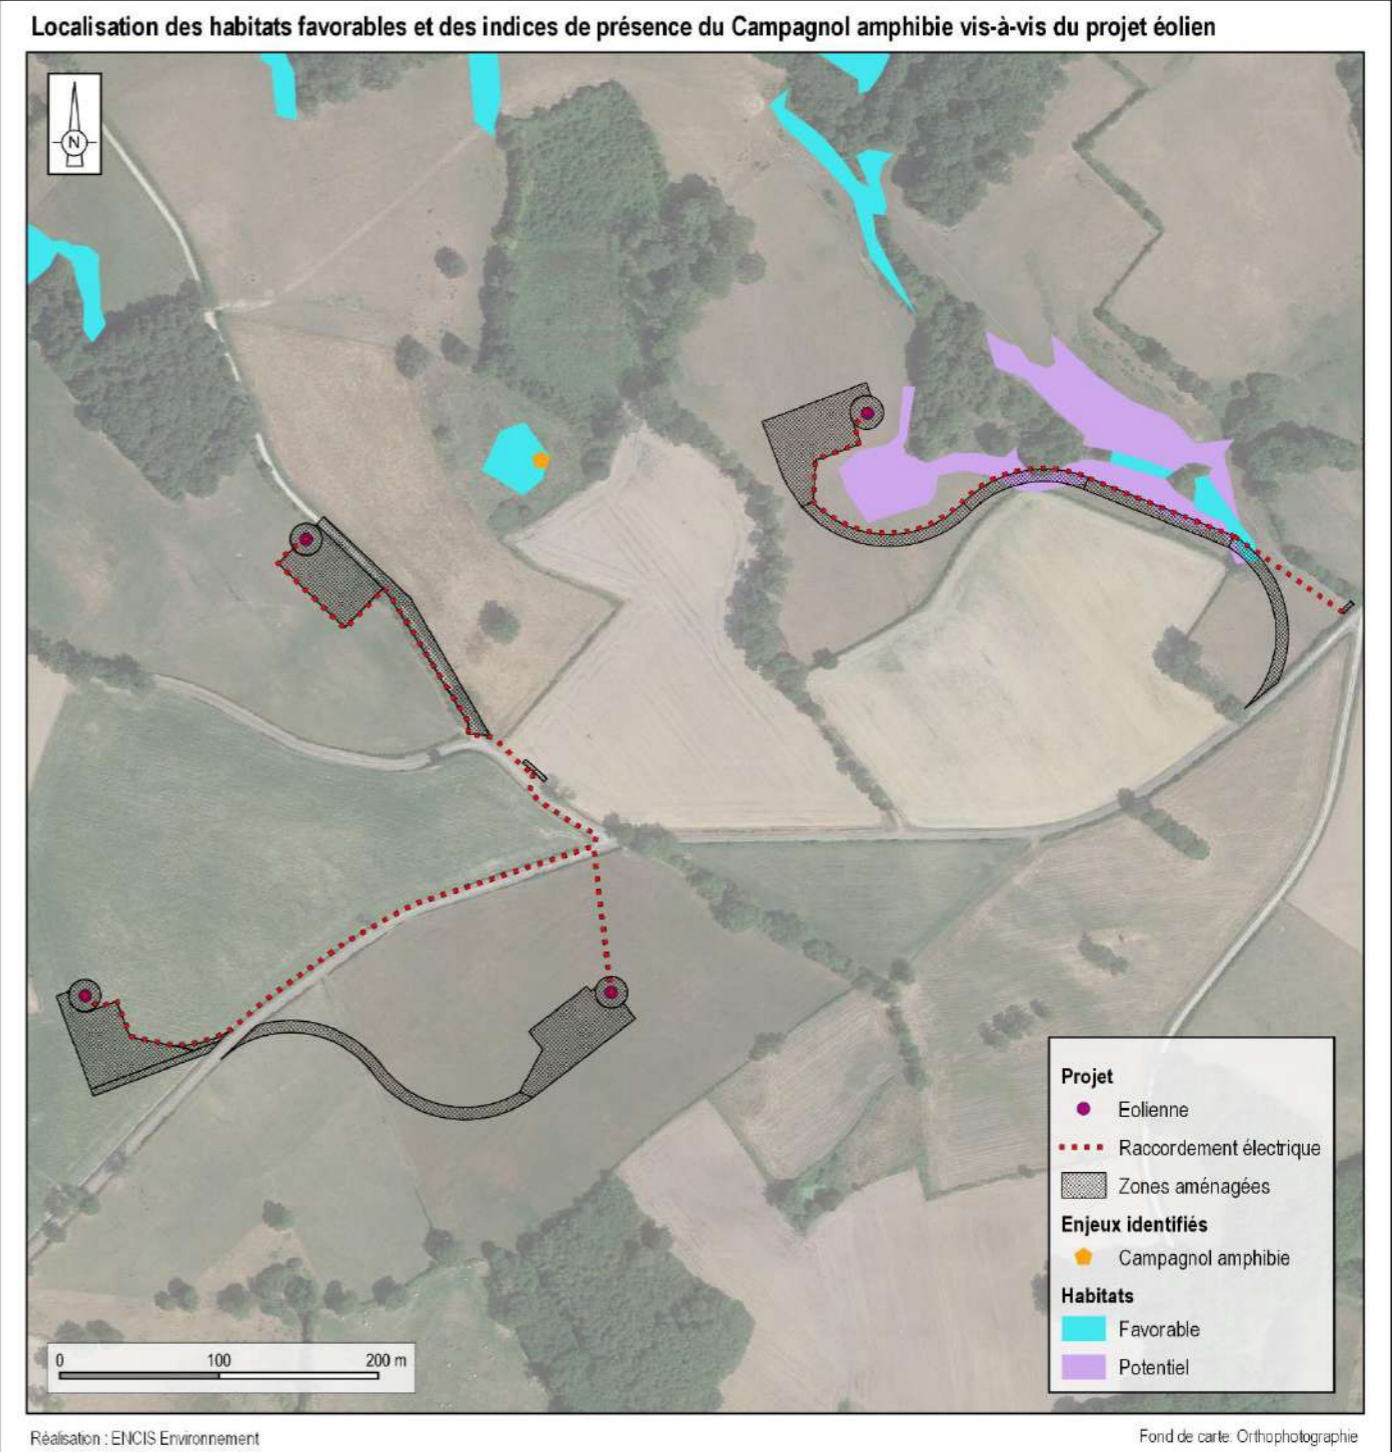 Localisation des habitats favorables et des indices de présence du Campagnol amphibie vis-à-vis du projet éolien
N
Projet
Eolienne
Raccordement électrique
Zones aménagées
Enjeux identifiés
Campagnol amphibie
Habitats
Favorable
Potentiel
0 100 200 m
Réalisation : ENCIS Environnement
Fond de carte: Orthophotographie